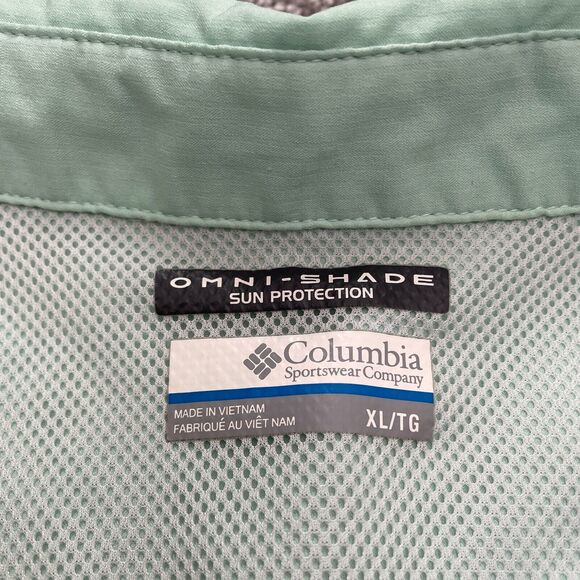 OMNI-SHADE
SUN PROTECTION
Columbia
Sportswear Company
MADE IN VIETNAM
FABRIQUÉ AU VIÊT NAM
XL/TG